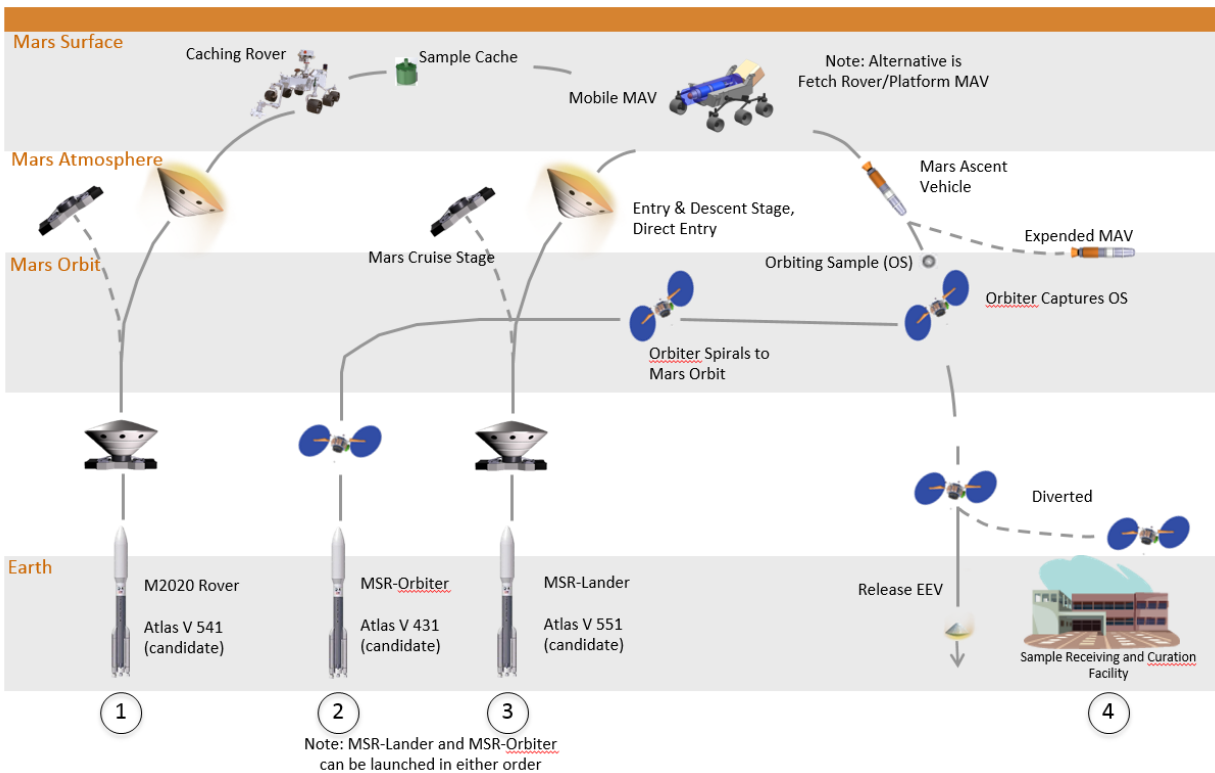 Mars Surface
Caching Rover
Sample Cache
Mobile MAV
Note: Alternative is
Fetch Rover/Platform MAV
Mars Atmosphere
Mars Ascent
Vehicle
Entry & Descent Stage,
Direct Entry
Expended MAV
Mars Cruise Stage
Mars Orbit
Orbiting Sample (OS)
Orbiter Captures OS
Orbiter Spirals to
Mars Orbit
Diverted
Earth
M2020 Rover
Atlas V 541
(candidate)
MSR-Orbiter
Atlas V 431
(candidate)
MSR-Lander
Atlas V 551
(candidate)
Release EEV
Sample Receiving and Curation
Facility
1
2
3
4
Note: MSR-Lander and MSR-Orbiter
can be launched in either order